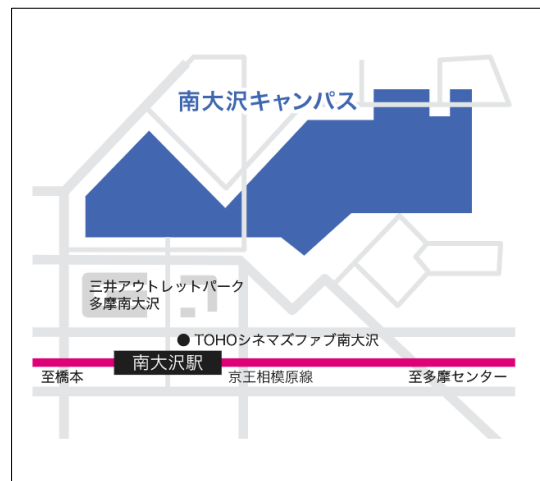 南大沢キャンパス
三井アウトレットパーク
多摩南大沢
TOHOシネマズファブ南大沢
南大沢駅
至橋本
京王相模原線
至多摩センター